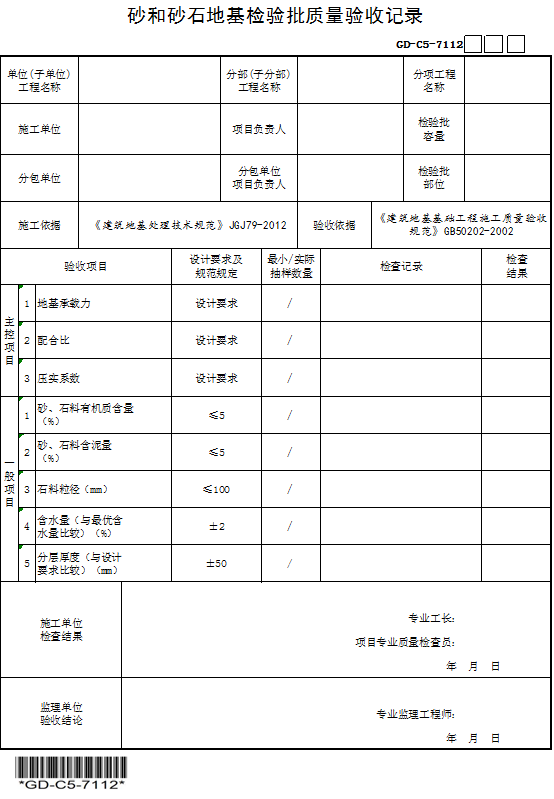 砂和砂石地基检验批质量验收记录
GD-C5-7112
单位(子单位)
工程名称
分部(子分部)
工程名称
分项工程
名称
施工单位
项目负责人
检验批
容量
分包单位
分包单位
项目负责人
检验批
部位
施工依据
《建筑地基处理技术规范》JGJ79-2012
验收依据
《建筑地基基础工程施工质量验收
规范》GB50202-2002
验收项目
设计要求及
规范规定
最小/实际
抽样数量
检查记录
检查
结果
主控项目
1 地基承载力 设计要求 /
2 配合比 设计要求 /
3 压实系数 设计要求 /
一般项目
1 砂、石料有机质含量
(%) ≤5 /
2 砂、石料含泥量
(%) ≤5 /
3 石料粒径(mm) ≤100 /
4 含水量(与最优含
水量比较)(%) ±2 /
5 分层厚度(与设计
要求比较)(mm) ±50 /
施工单位
检查结果
专业工长:
项目专业质量检查员:
年 月 日
监理单位
验收结论
专业监理工程师:
年 月 日
*GD-C5-7112*